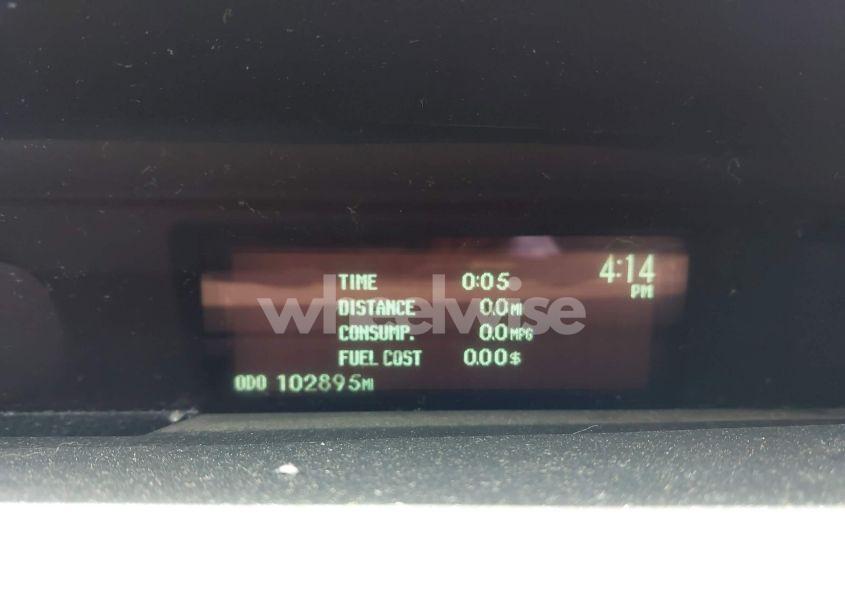 4:14
PM
TIME 0:05
DISTANCE 0.0MI
CONSUMP. 0.0MPG
FUEL COST 0.00$
ODO 102895MI
wheelwise